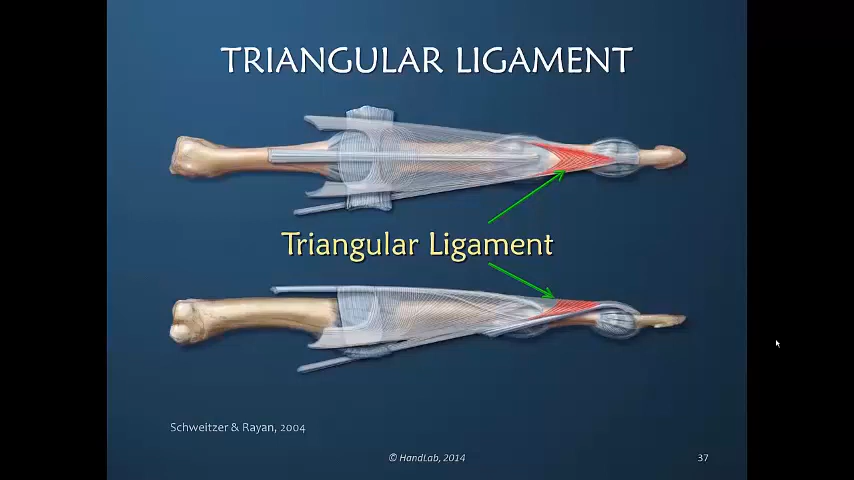 TRIANGULAR LIGAMENT
Triangular Ligament
Schweitzer & Rayan, 2004
© HandLab, 2014
37